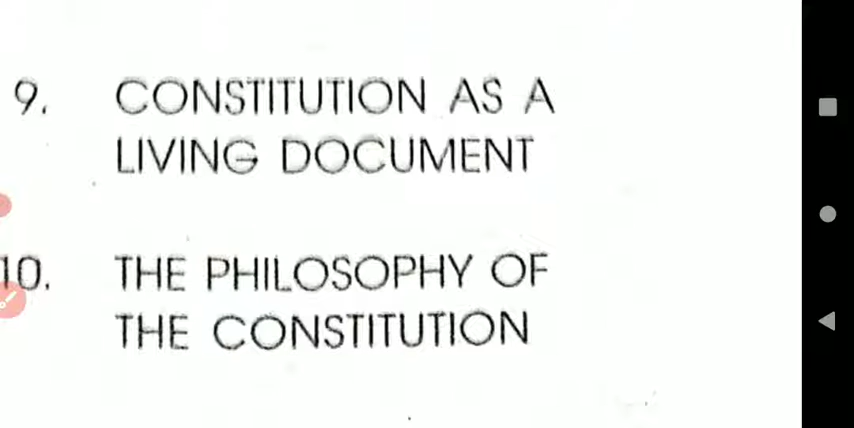 9. CONSTITUTION AS A
LIVING DOCUMENT
10. THE PHILOSOPHY OF
THE CONSTITUTION